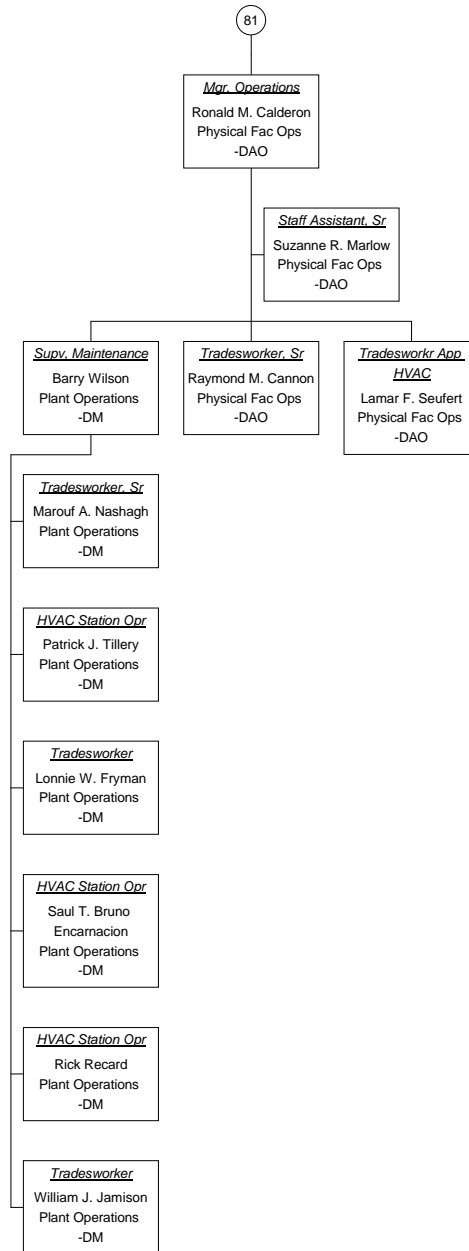 81
Mgr. Operations
Ronald M. Calderon
Physical Fac Ops
-DAO
Staff Assistant, Sr
Suzanne R. Marlow
Physical Fac Ops
-DAO
Supv, Maintenance
Barry Wilson
Plant Operations
-DM
Tradesworker, Sr
Raymond M. Cannon
Physical Fac Ops
-DAO
Tradesworkr App
HVAC
Lamar F. Seufert
Physical Fac Ops
-DAO
Tradesworker, Sr
Marouf A. Nashagh
Plant Operations
-DM
HVAC Station Opr
Patrick J. Tillery
Plant Operations
-DM
Tradesworker
Lonnie W. Fryman
Plant Operations
-DM
HVAC Station Opr
Saul T. Bruno
Encarnacion
Plant Operations
-DM
HVAC Station Opr
Rick Recard
Plant Operations
-DM
Tradesworker
William J. Jamison
Plant Operations
-DM